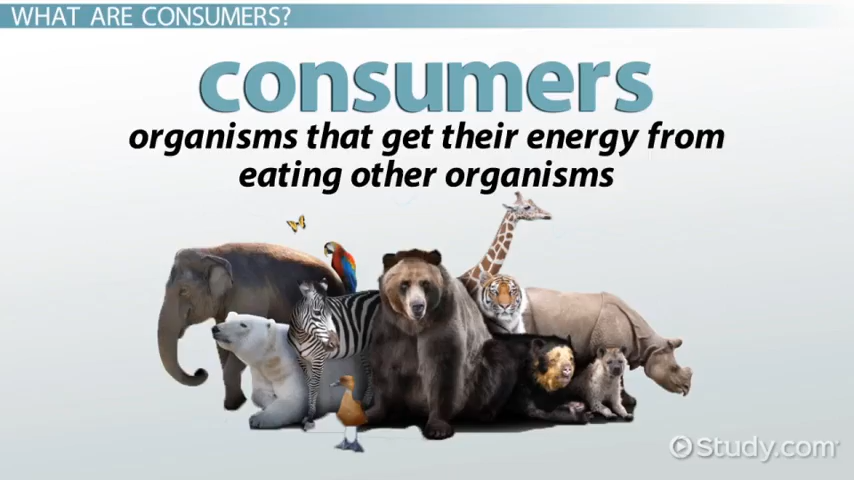 WHAT ARE CONSUMERS?
consumers
organisms that get their energy from
eating other organisms
Study.com